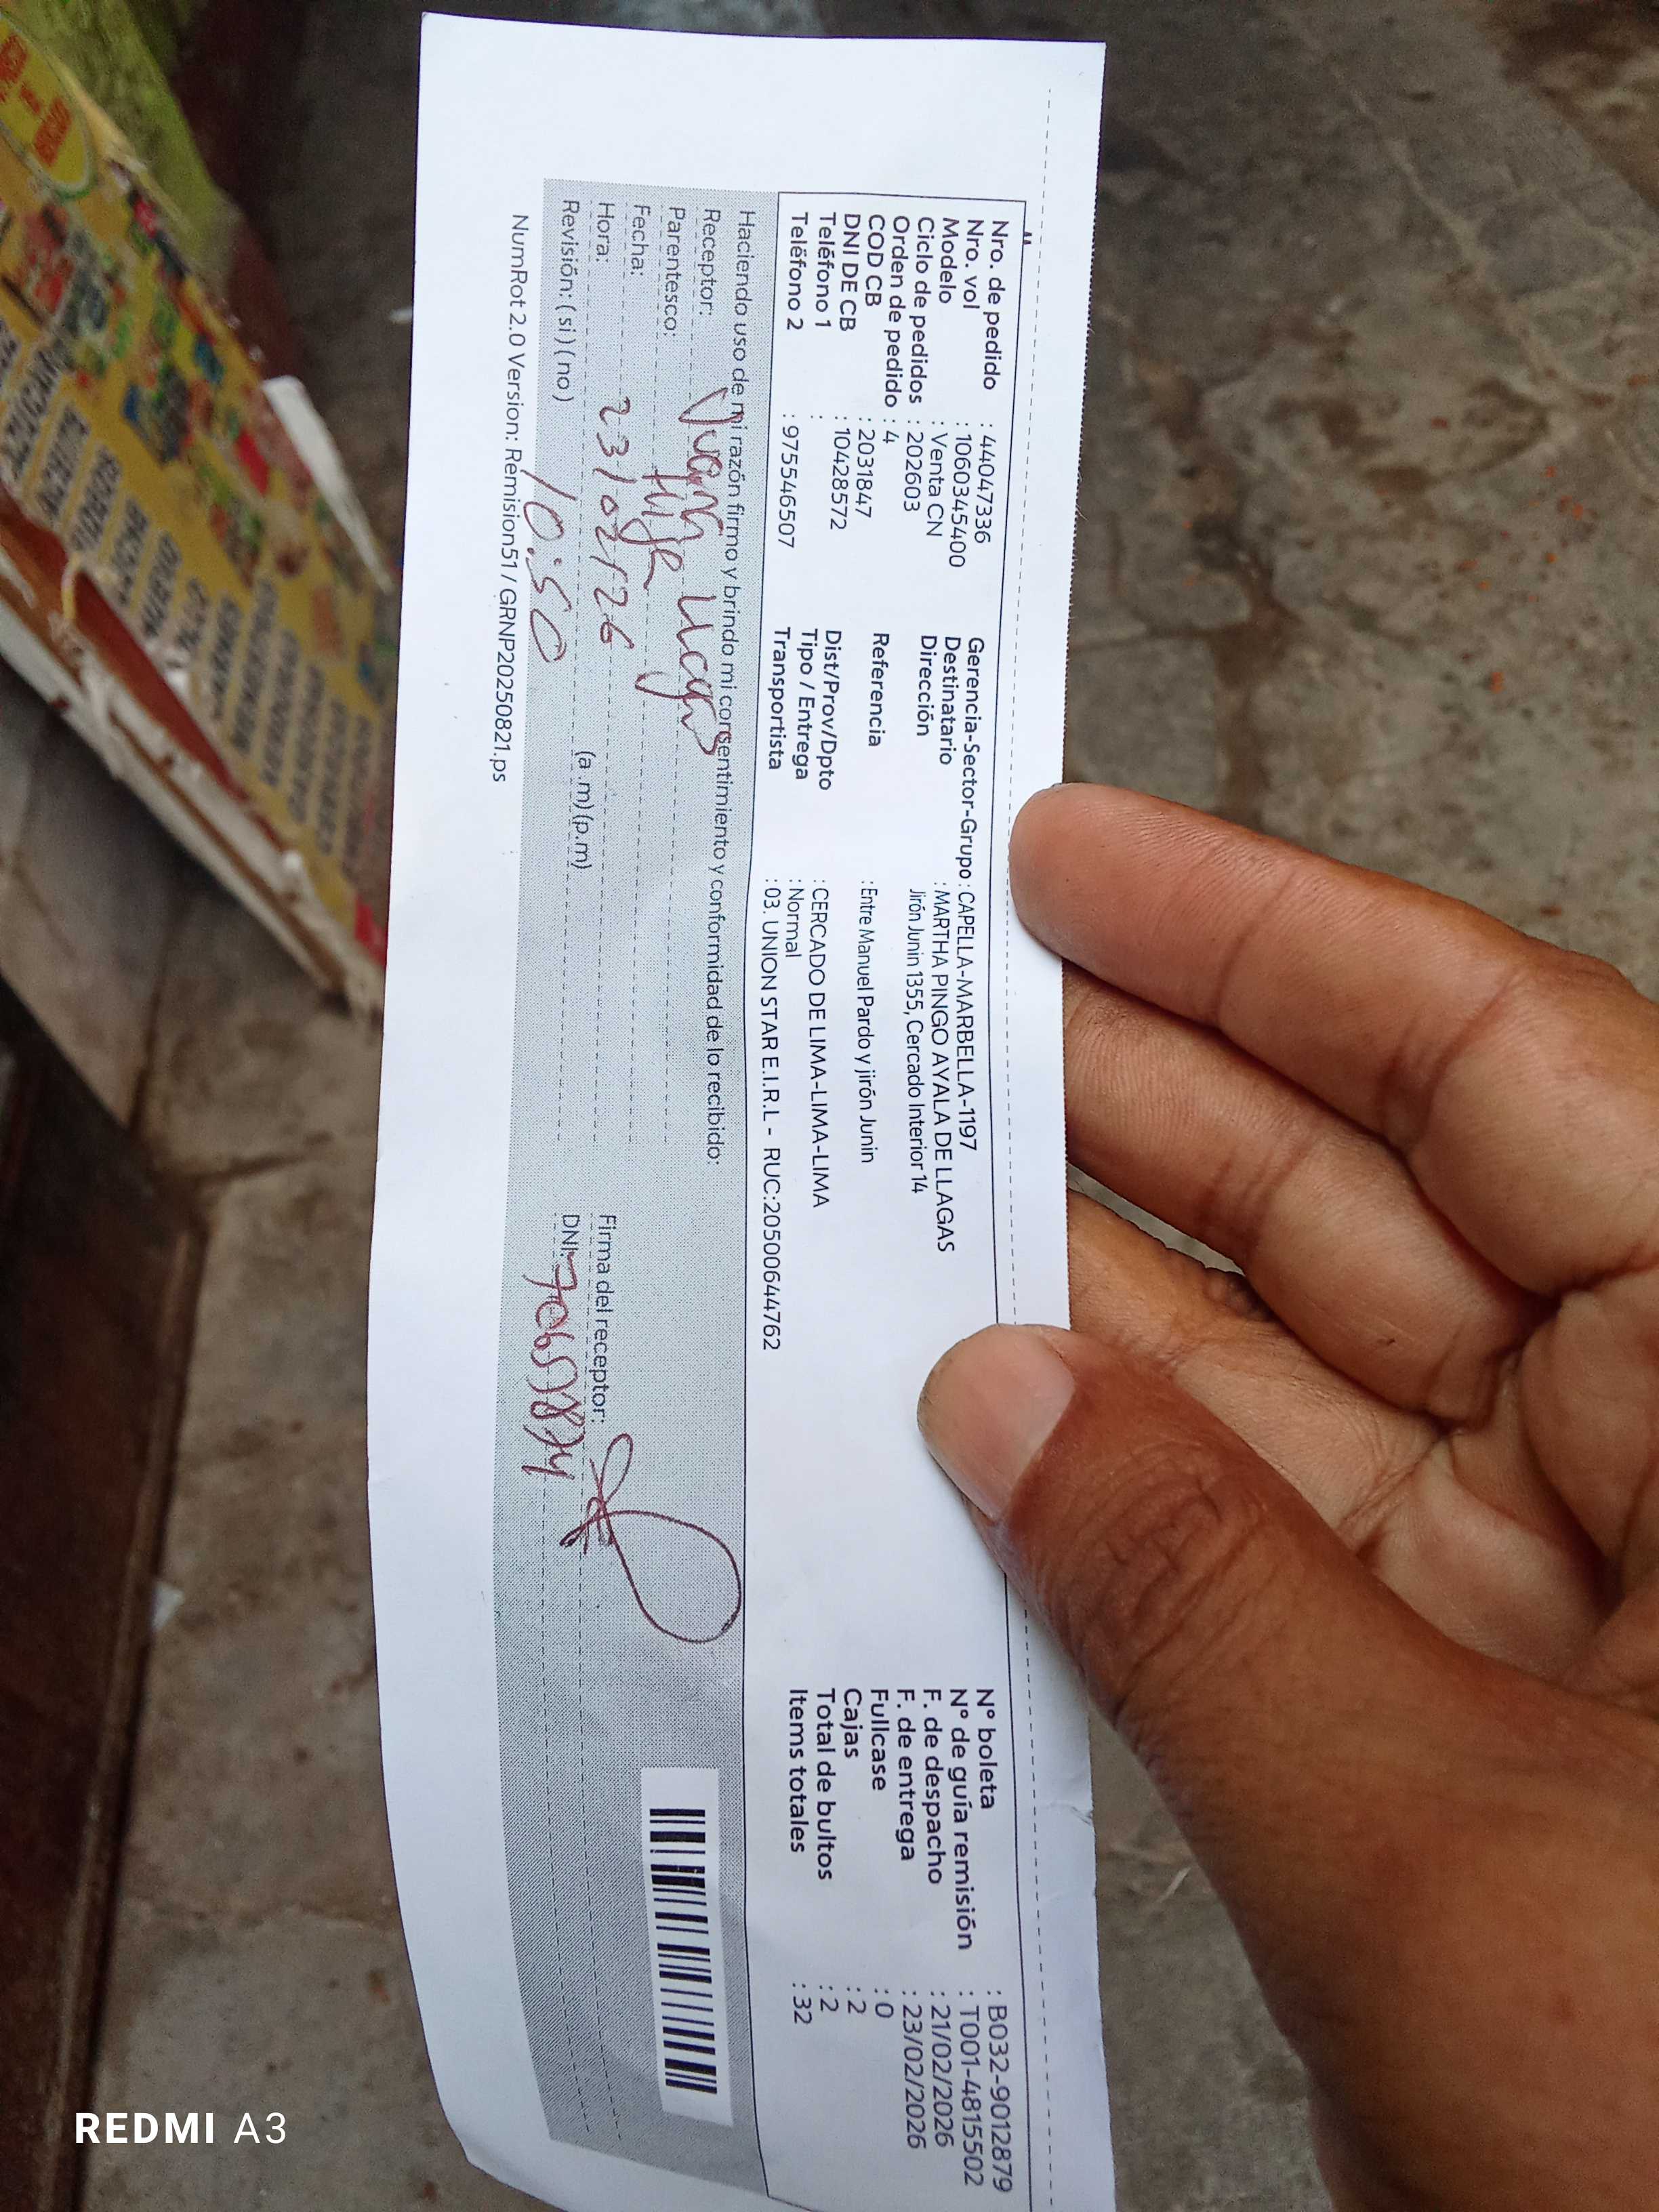 Nro. de pedido : 44047336
Nro. vol : 1060345400
Modelo : Venta CN
Ciclo de pedidos : 202603
Orden de pedido : 4
COD CB : 2031847
DNI DE CB : 10428572
Teléfono 1 :
Teléfono 2 : 975546507
Gerencia-Sector-Grupo : CAPELLA-MARBELLA-1197
Destinatario : MARTHA PINGO AYALA DE LLAGAS
Dirección Jirón Junin 1355, Cercado Interior 14
Referencia : Entre Manuel Pardo y jirón Junin
Dist/Prov/Dpto : CERCADO DE LIMA-LIMA-LIMA
Tipo / Entrega : Normal
Transportista : 03. UNION STAR E.I.R.L - RUC:20500644762
N° boleta : B032-9012879
N° de guía remisión : T001-4815502
F. de despacho : 21/02/2026
F. de entrega : 23/02/2026
Fullcase : 0
Cajas : 2
Total de bultos : 2
Items totales : 32
Haciendo uso de mi razón firmo y brindo mi consentimiento y conformidad de lo recibido:
Receptor: Llagas
Parentesco: Hija
Fecha: 23/02/26
Hora: 10:50 (a.m)(p.m)
Revisión: (si) (no)
Firma del receptor:
DNI:
NumRot 2.0 Version: Remision51 / GRNP20250821.ps
REDMI A3